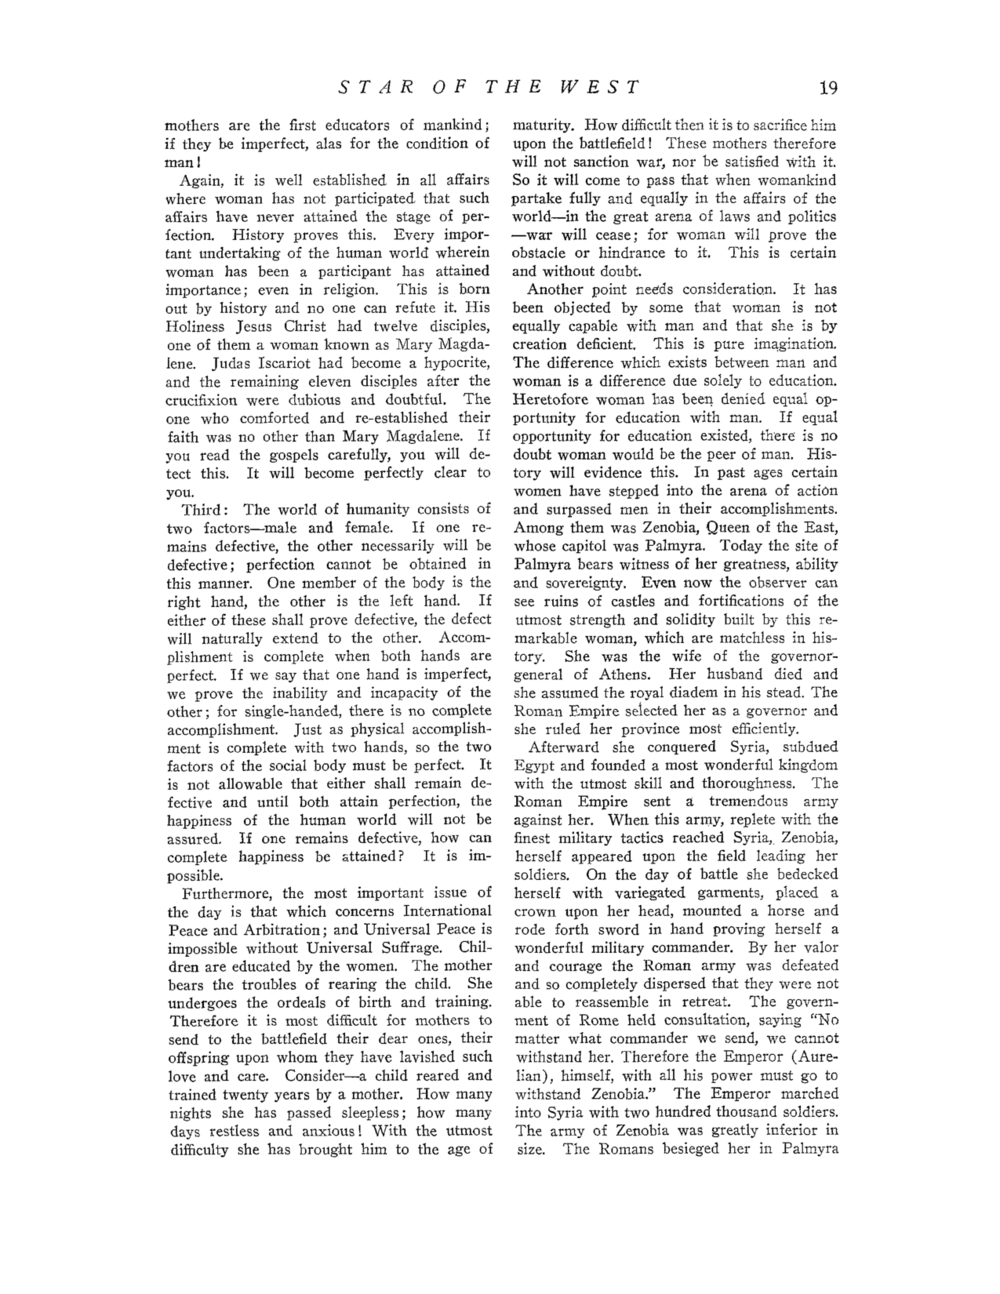 STAR OF THE WEST 19
mothers are the first educators of mankind;
if they be imperfect, alas for the condition of
man!
Again, it is well established in all affairs
where woman has not participated that such
affairs have never attained the stage of per-
fection. History proves this. Every impor-
tant undertaking of the human world wherein
woman has been a participant has attained
importance; even in religion. This is born
out by history and no one can refute it. His
Holiness Jesus Christ had twelve disciples,
one of them a woman known as Mary Magda-
lene. Judas Iscariot had become a hypocrite,
and the remaining eleven disciples after the
crucifixion were dubious and doubtful. The
one who comforted and re-established their
faith was no other than Mary Magdalene. If
you read the gospels carefully, you will de-
tect this. It will become perfectly clear to
you.
Third: The world of humanity consists of
two factors—male and female. If one re-
mains defective, the other necessarily will be
defective; perfection cannot be obtained in
this manner. One member of the body is the
right hand, the other is the left hand. If
either of these shall prove defective, the defect
will naturally extend to the other. Accom-
plishment is complete when both hands are
perfect. If we say that one hand is imperfect,
we prove the inability and incapacity of the
other; for single-handed, there is no complete
accomplishment. Just as physical accomplish-
ment is complete with two hands, so the two
factors of the social body must be perfect. It
is not allowable that either shall remain de-
fective and until both attain perfection, the
happiness of the human world will not be
assured. If one remains defective, how can
complete happiness be attained? It is im-
possible.
Furthermore, the most important issue of
the day is that which concerns International
Peace and Arbitration; and Universal Peace is
impossible without Universal Suffrage. Chil-
dren are educated by the women. The mother
bears the troubles of rearing the child. She
undergoes the ordeals of birth and training.
Therefore it is most difficult for mothers to
send to the battlefield their dear ones, their
offspring upon whom they have lavished such
love and care. Consider—a child reared and
trained twenty years by a mother. How many
nights she has passed sleepless; how many
days restless and anxious! With the utmost
difficulty she has brought him to the age of
maturity. How difficult then it is to sacrifice him
upon the battlefield! These mothers therefore
will not sanction war, nor be satisfied with it.
So it will come to pass that when womankind
partake fully and equally in the affairs of the
world—in the great arena of laws and politics
—war will cease; for woman will prove the
obstacle or hindrance to it. This is certain
and without doubt.
Another point needs consideration. It has
been objected by some that woman is not
equally capable with man and that she is by
creation deficient. This is pure imagination.
The difference which exists between man and
woman is a difference due solely to education.
Heretofore woman has been denied equal op-
portunity for education with man. If equal
opportunity for education existed, there is no
doubt woman would be the peer of man. His-
tory will evidence this. In past ages certain
women have stepped into the arena of action
and surpassed men in their accomplishments.
Among them was Zenobia, Queen of the East,
whose capitol was Palmyra. Today the site of
Palmyra bears witness of her greatness, ability
and sovereignty. Even now the observer can
see ruins of castles and fortifications of the
utmost strength and solidity built by this re-
markable woman, which are matchless in his-
tory. She was the wife of the governor-
general of Athens. Her husband died and
she assumed the royal diadem in his stead. The
Roman Empire selected her as a governor and
she ruled her province most efficiently.
Afterward she conquered Syria, subdued
Egypt and founded a most wonderful kingdom
with the utmost skill and thoroughness. The
Roman Empire sent a tremendous army
against her. When this army, replete with the
finest military tactics reached Syria, Zenobia,
herself appeared upon the field leading her
soldiers. On the day of battle she bedecked
herself with variegated garments, placed a
crown upon her head, mounted a horse and
rode forth sword in hand proving herself a
wonderful military commander. By her valor
and courage the Roman army was defeated
and so completely dispersed that they were not
able to reassemble in retreat. The govern-
ment of Rome held consultation, saying "No
matter what commander we send, we cannot
withstand her. Therefore the Emperor (Aure-
lian), himself, with all his power must go to
withstand Zenobia." The Emperor marched
into Syria with two hundred thousand soldiers.
The army of Zenobia was greatly inferior in
size. The Romans besieged her in Palmyra